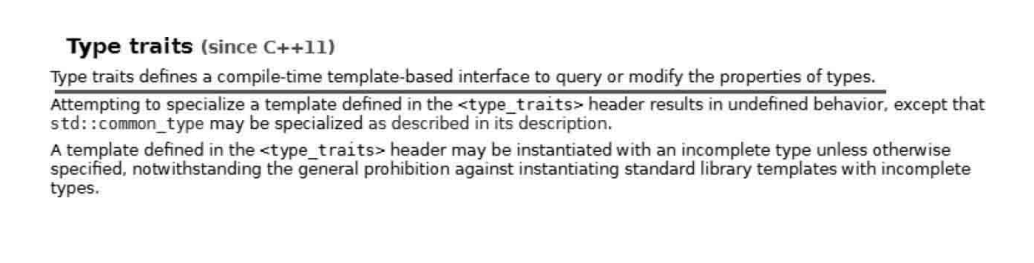 Type traits (since C++11)
Type traits defines a compile-time template-based interface to query or modify the properties of types.
Attempting to specialize a template defined in the <type_traits> header results in undefined behavior, except that
std::common_type may be specialized as described in its description.
A template defined in the <type_traits> header may be instantiated with an incomplete type unless otherwise
specified, notwithstanding the general prohibition against instantiating standard library templates with incomplete
types.